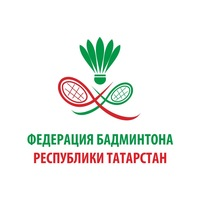 ФЕДЕРАЦИЯ БАДМИНТОНА
РЕСПУБЛИКИ ТАТАРСТАН